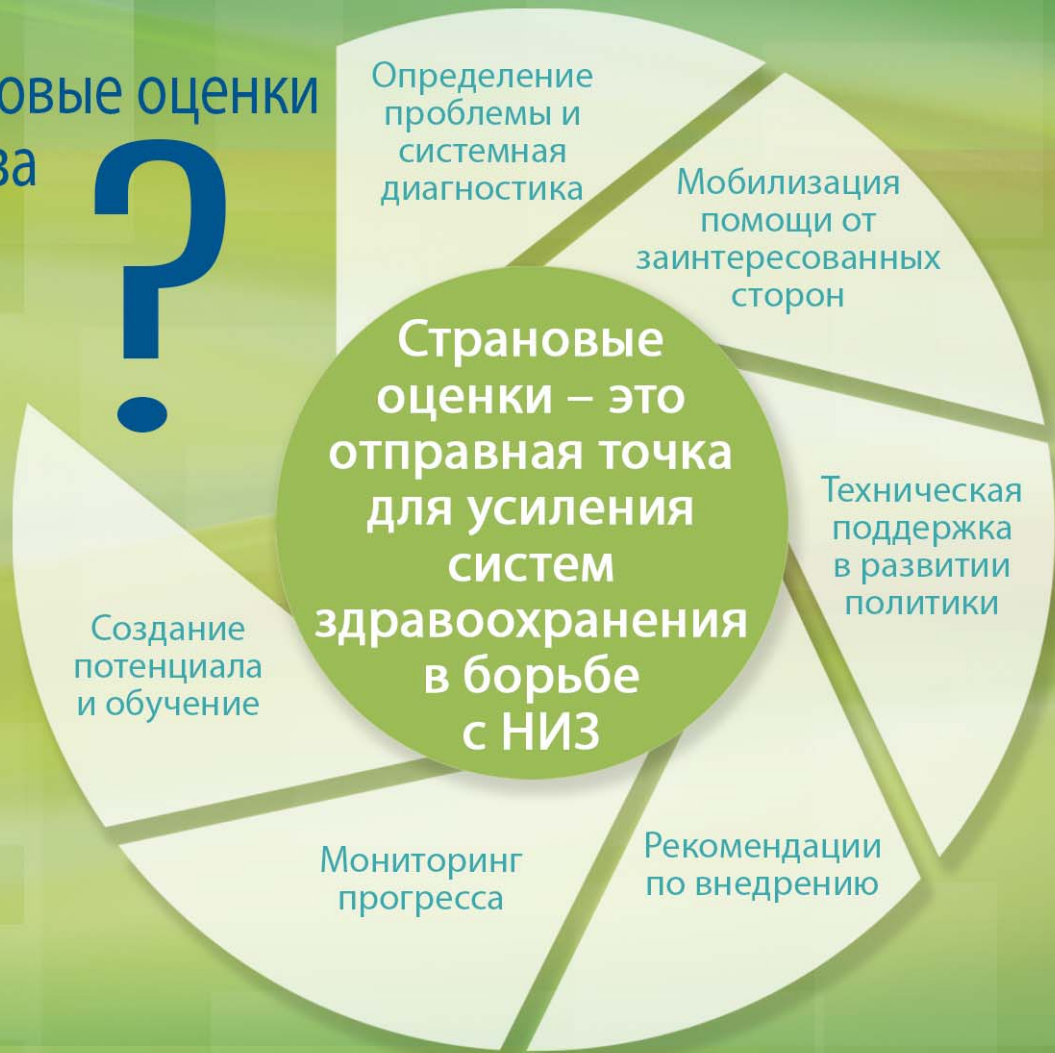 овые оценки
ва
?
Определение
проблемы и
системная
диагностика
Мобилизация
помощи от
заинтересованных
сторон
Техническая
поддержка
в развитии
политики
Рекомендации
по внедрению
Мониторинг
прогресса
Создание
потенциала
и обучение
Страновые
оценки – это
отправная точка
для усиления
систем
здравоохранения
в борьбе
с НИЗ